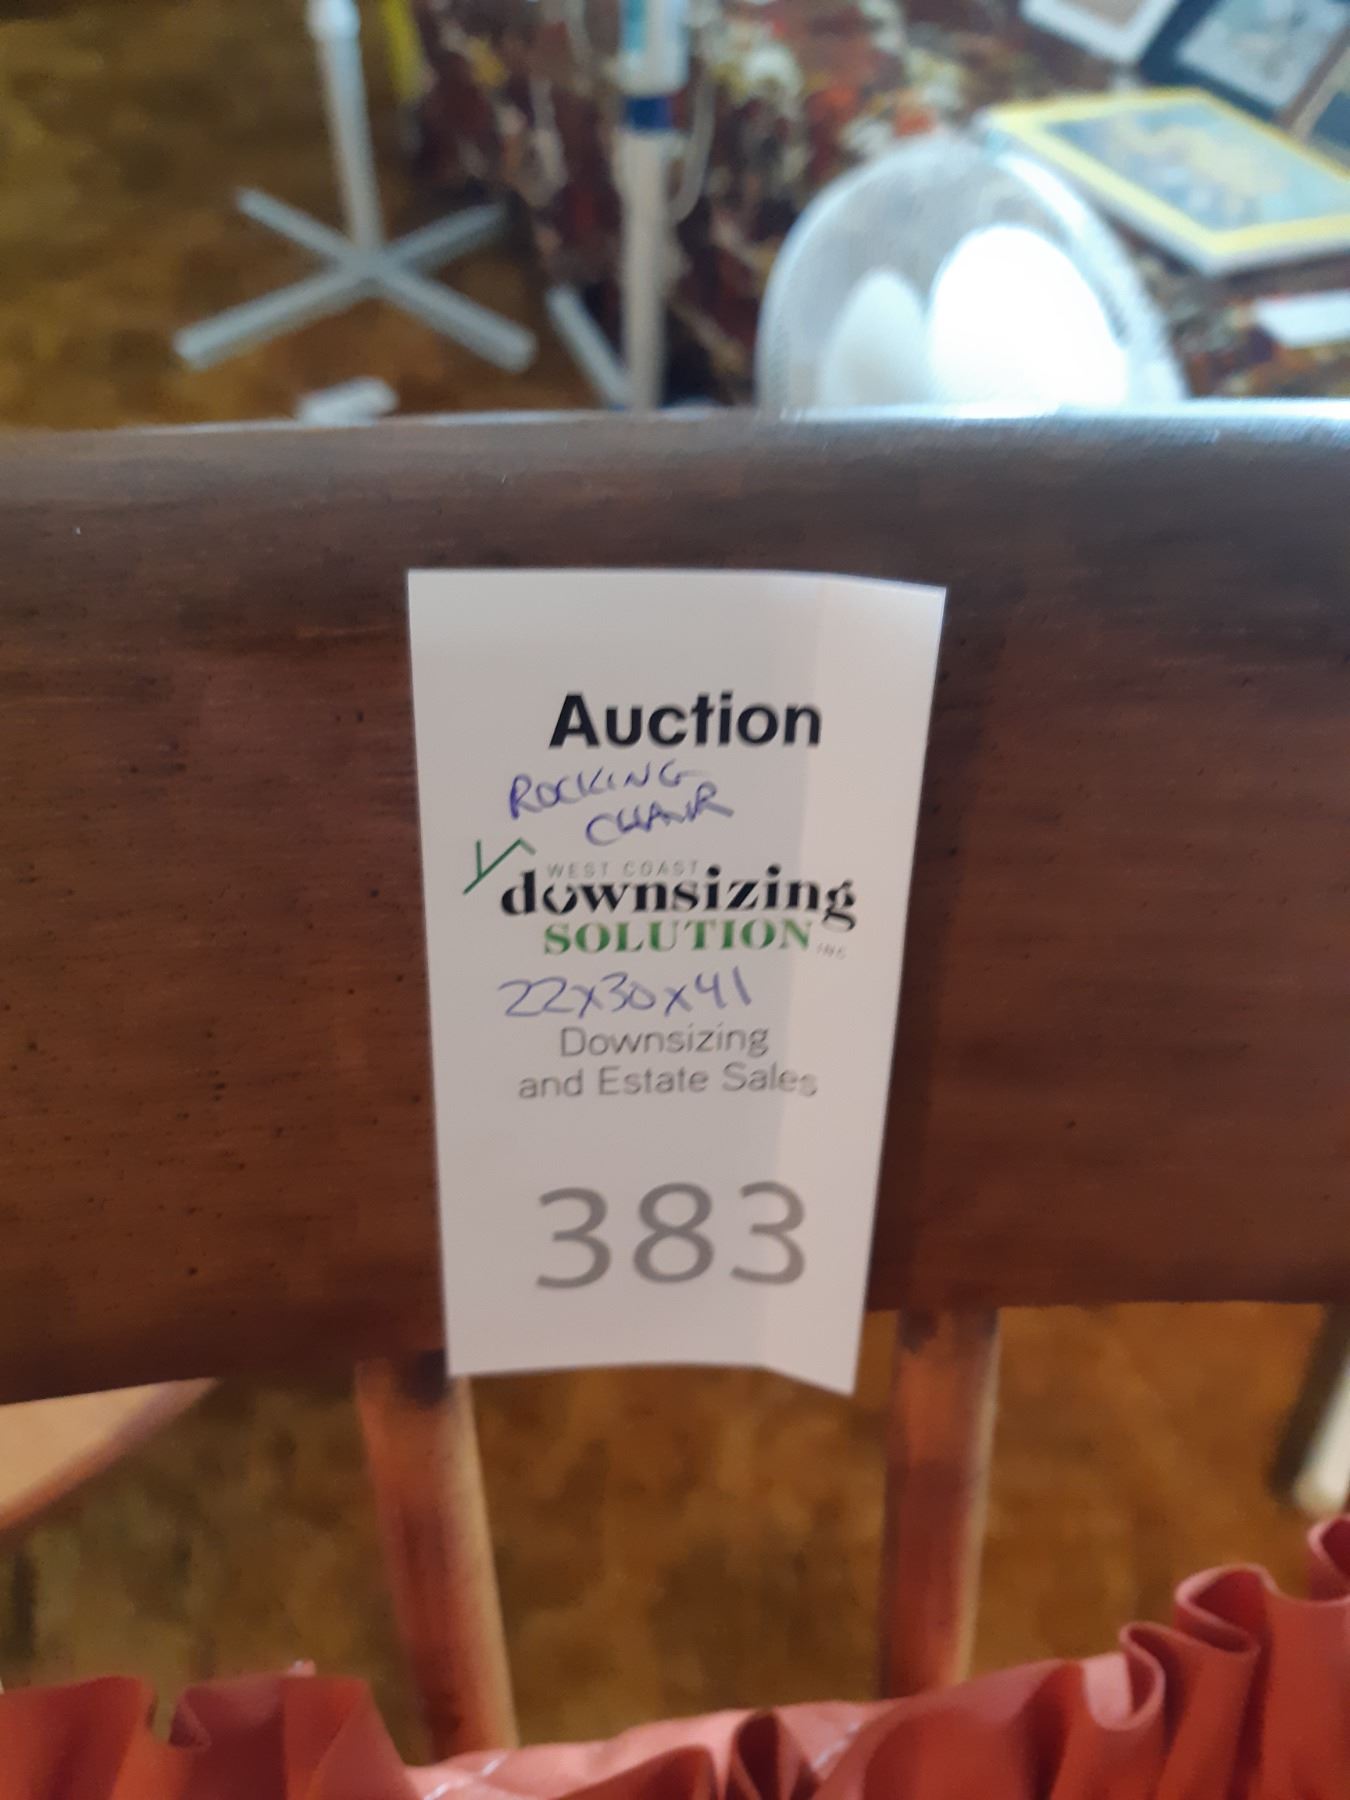 Auction
ROCKING
CHAIR
WEST COAST
downsizing
SOLUTION INC
22x30x41
Downsizing
and Estate Sales
383